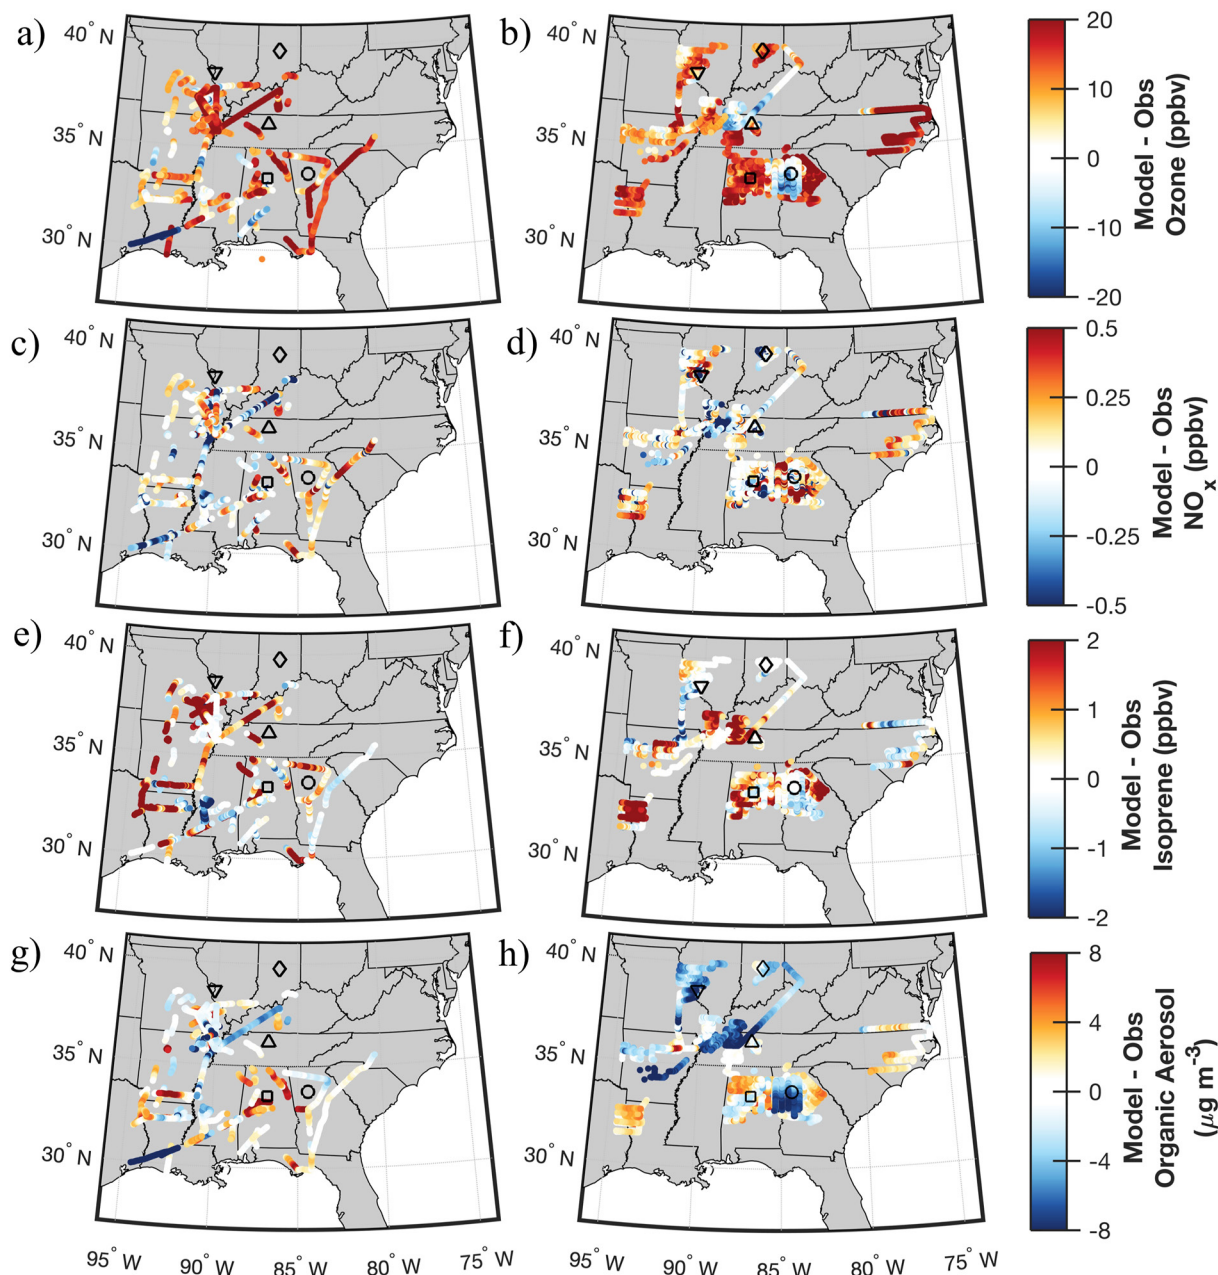 a)
40° N
35° N
30° N
b)
40° N
35° N
30° N
20
10
0
-10
-20
Model - Obs
Ozone (ppbv)
c)
40° N
35° N
30° N
d)
40° N
35° N
30° N
0.5
0.25
0
-0.25
-0.5
Model - Obs
NOx (ppbv)
e)
40° N
35° N
30° N
f)
40° N
35° N
30° N
2
1
0
-1
-2
Model - Obs
Isoprene (ppbv)
g)
40° N
35° N
30° N
h)
40° N
35° N
30° N
8
4
0
-4
-8
Model - Obs
Organic Aerosol
(μg m-3)
95° W 90° W 85° W 80° W 75° W
95° W 90° W 85° W 80° W 75° W